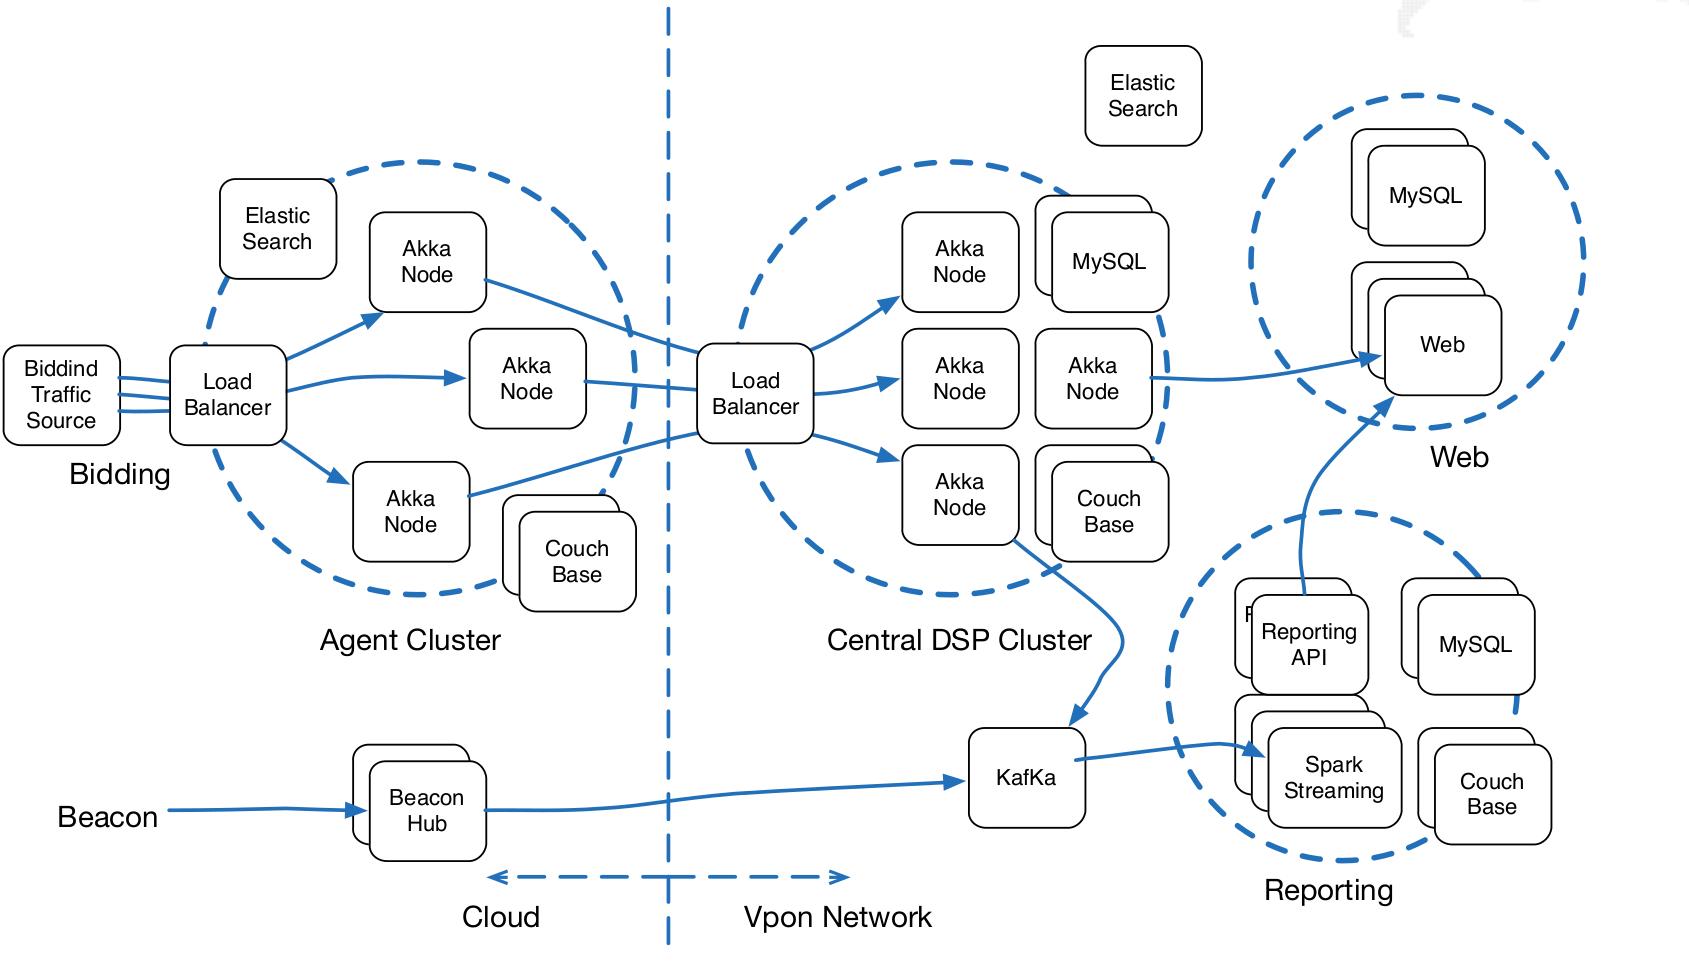 Elastic
Search
Elastic
Search
Akka
Node
Akka
Node
MySQL
MySQL
Biddind
Traffic
Source
Load
Balancer
Akka
Node
Load
Balancer
Akka
Node
Akka
Node
Web
Bidding
Web
Akka
Node
Couch
Base
Akka
Node
Couch
Base
Agent Cluster
Central DSP Cluster
Reporting
API
MySQL
Beacon
Beacon
Hub
KafKa
Spark
Streaming
Couch
Base
Reporting
Cloud
Vpon Network